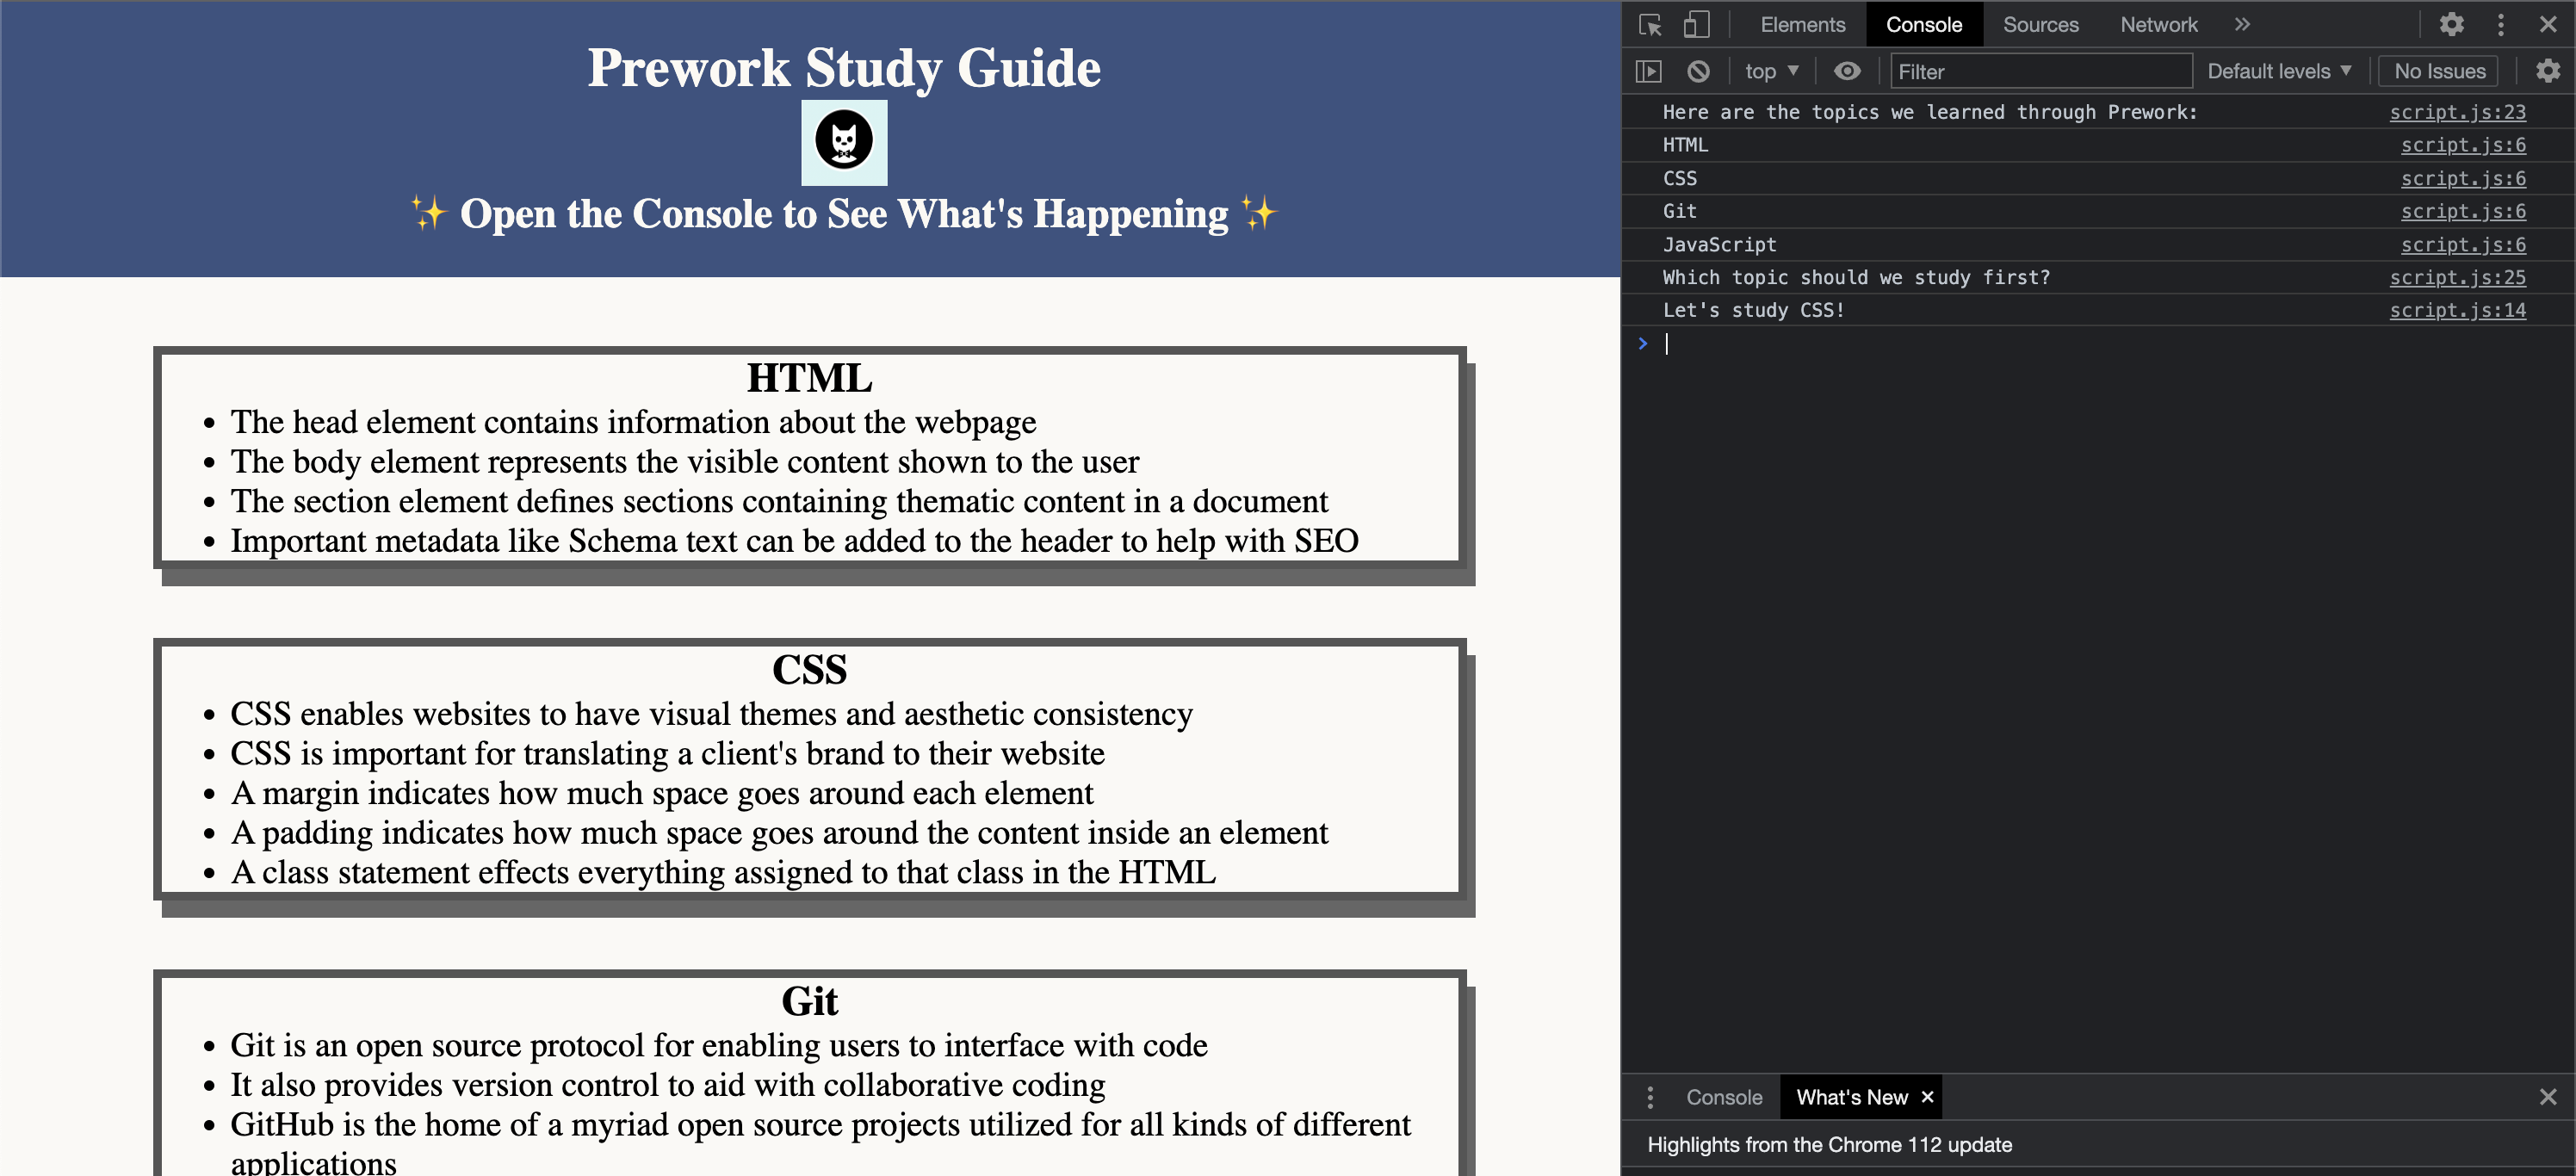 Prework Study Guide
✨ Open the Console to See What's Happening ✨
HTML
• The head element contains information about the webpage
• The body element represents the visible content shown to the user
• The section element defines sections containing thematic content in a document
• Important metadata like Schema text can be added to the header to help with SEO
CSS
• CSS enables websites to have visual themes and aesthetic consistency
• CSS is important for translating a client's brand to their website
• A margin indicates how much space goes around each element
• A padding indicates how much space goes around the content inside an element
• A class statement effects everything assigned to that class in the HTML
Git
• Git is an open source protocol for enabling users to interface with code
• It also provides version control to aid with collaborative coding
• GitHub is the home of a myriad open source projects utilized for all kinds of different
applications
Elements Console Sources Network
top Filter Default levels No Issues
Here are the topics we learned through Prework: script.js:23
HTML script.js:6
CSS script.js:6
Git script.js:6
JavaScript script.js:6
Which topic should we study first? script.js:25
Let's study CSS! script.js:14
Console What's New
Highlights from the Chrome 112 update